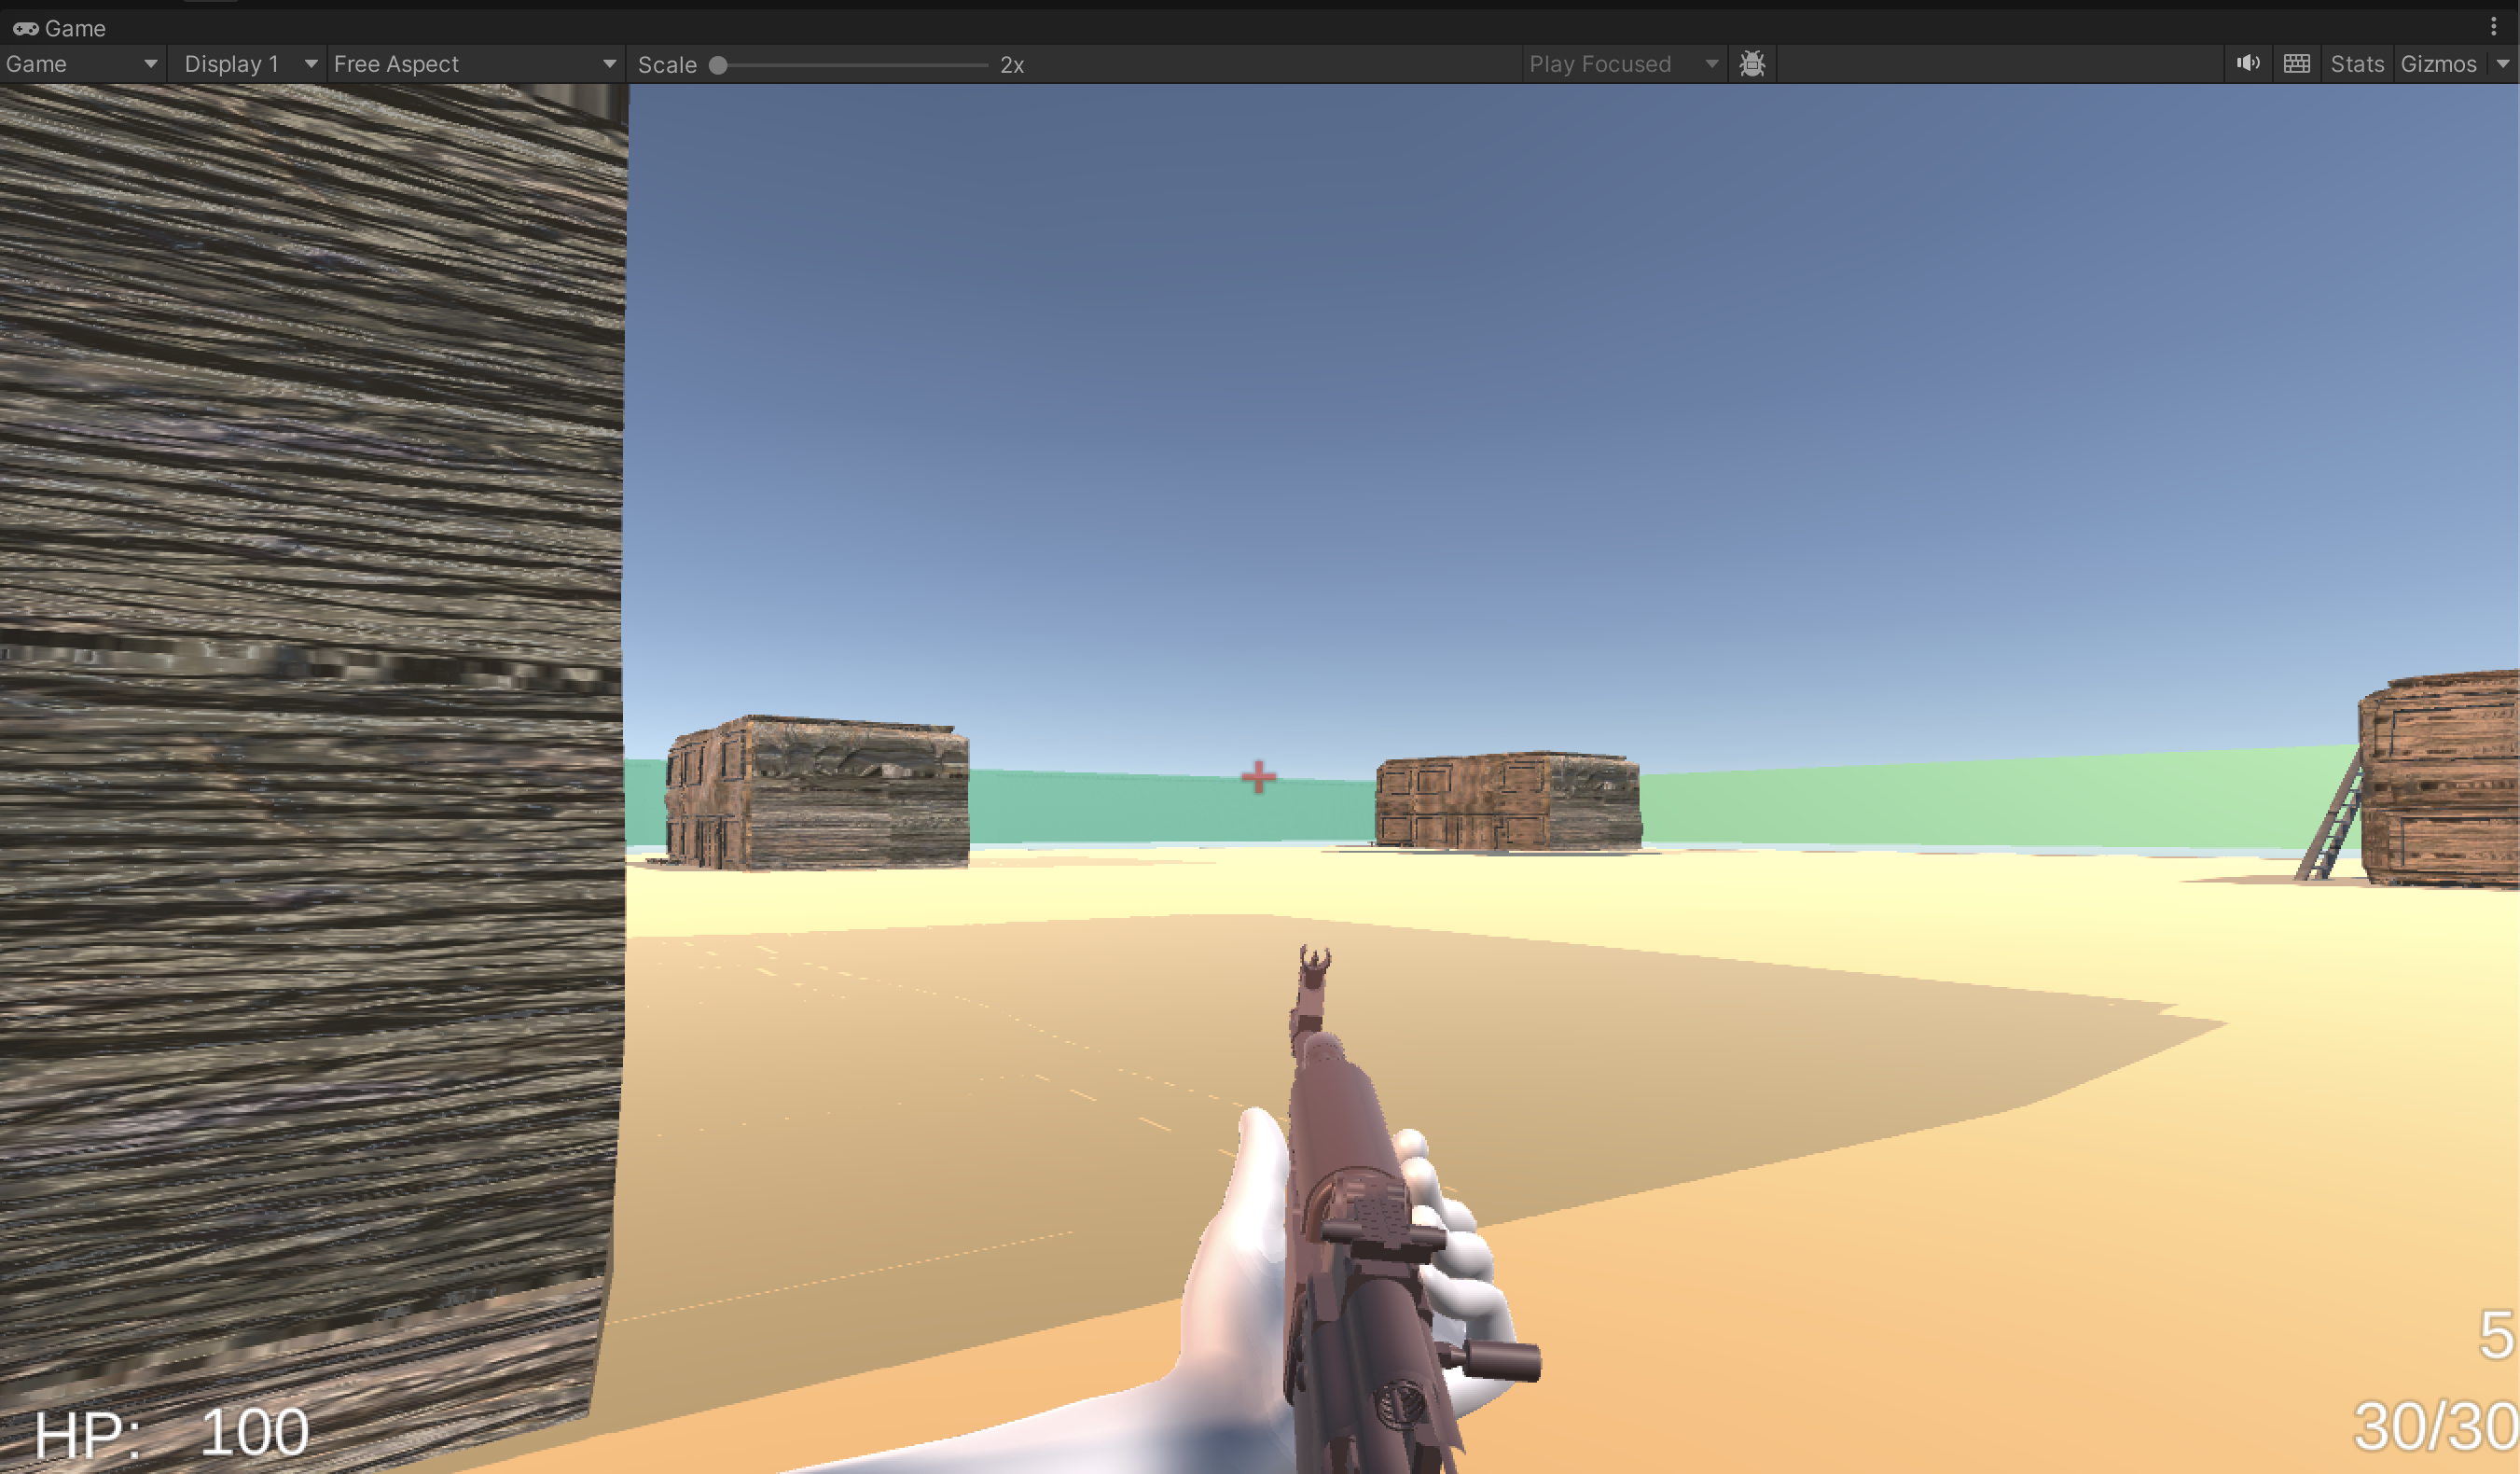 Game
Game Display 1 Free Aspect Scale 2x Play Focused Stats Gizmos
5
HP: 100
30/30